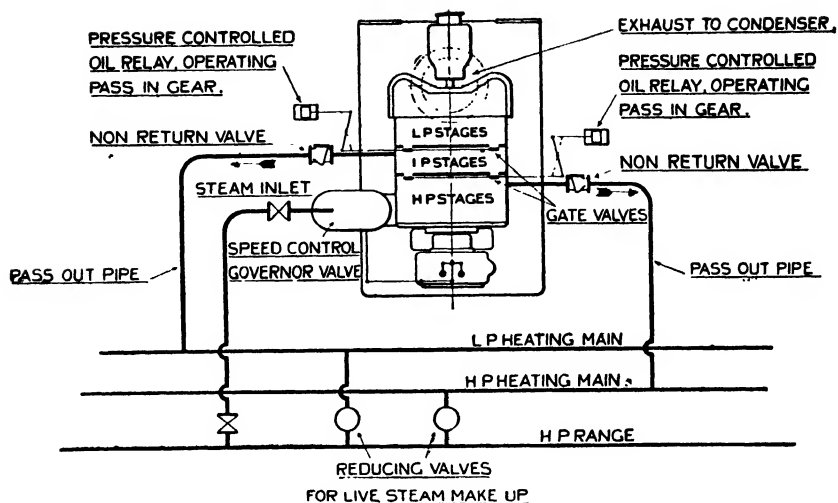 PRESSURE CONTROLLED
OIL RELAY, OPERATING
PASS IN GEAR.
EXHAUST TO CONDENSER.
PRESSURE CONTROLLED
OIL RELAY, OPERATING
PASS IN GEAR.
NON RETURN VALVE
L P STAGES
I P STAGES
H P STAGES
NON RETURN VALVE
STEAM INLET
GATE VALVES
SPEED CONTROL
GOVERNOR VALVE
PASS OUT PIPE
PASS OUT PIPE
L P HEATING MAIN
H P HEATING MAIN
H P RANGE
REDUCING VALVES
FOR LIVE STEAM MAKE UP